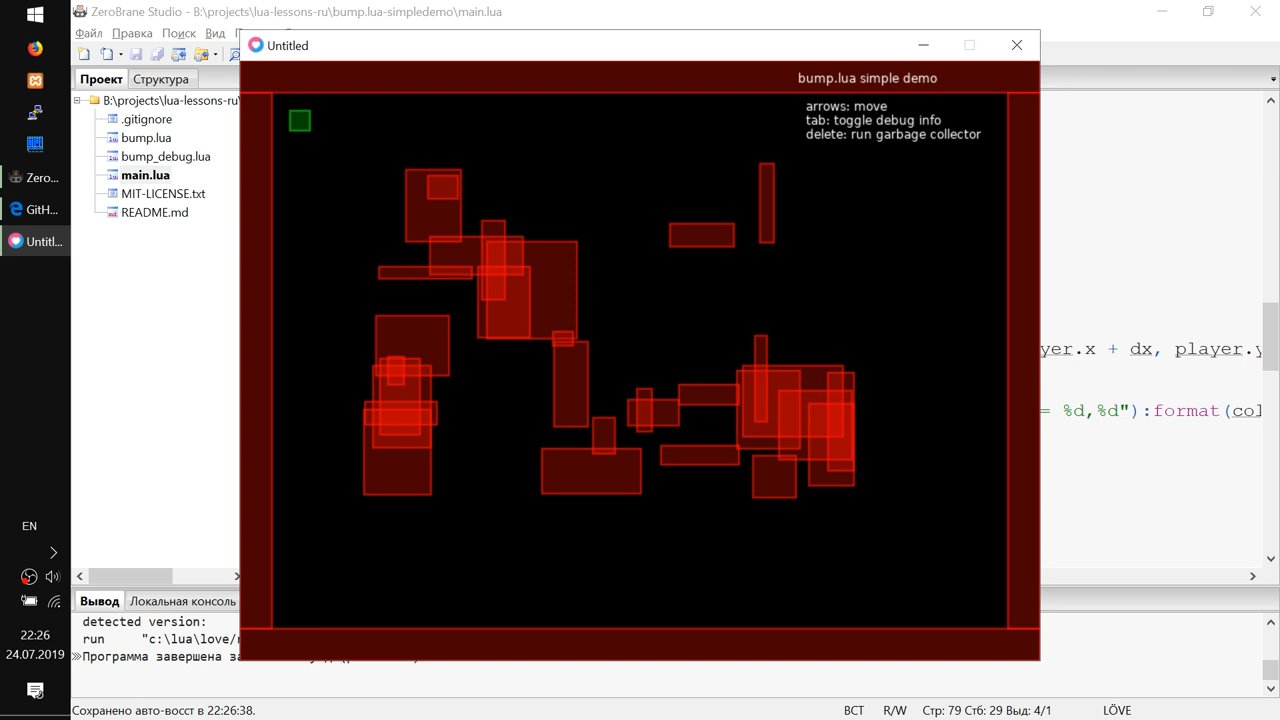 ZeroBrane Studio - B:\projects\lua-lessons-ru\bump.lua-simpledemo\main.lua
Файл Правка Поиск Вид
Untitled
Проект Структура
bump.lua simple demo
B:\projects\lua-lessons-ru\
.gitignore
bump.lua
bump_debug.lua
main.lua
MIT-LICENSE.txt
README.md
arrows: move
tab: toggle debug info
delete: run garbage collector
Zero...
GitH...
Untitl...
yer.x + dx, player.y
= %d,%d"):format(col
EN
Вывод Локальная консоль
detected version:
run "c:\lua\love/
Программа завершена за
22:26
24.07.2019
Сохранено авто-восст в 22:26:38.
ВСТ R/W Стр: 79 Стб: 29 Выд: 4/1 LÖVE